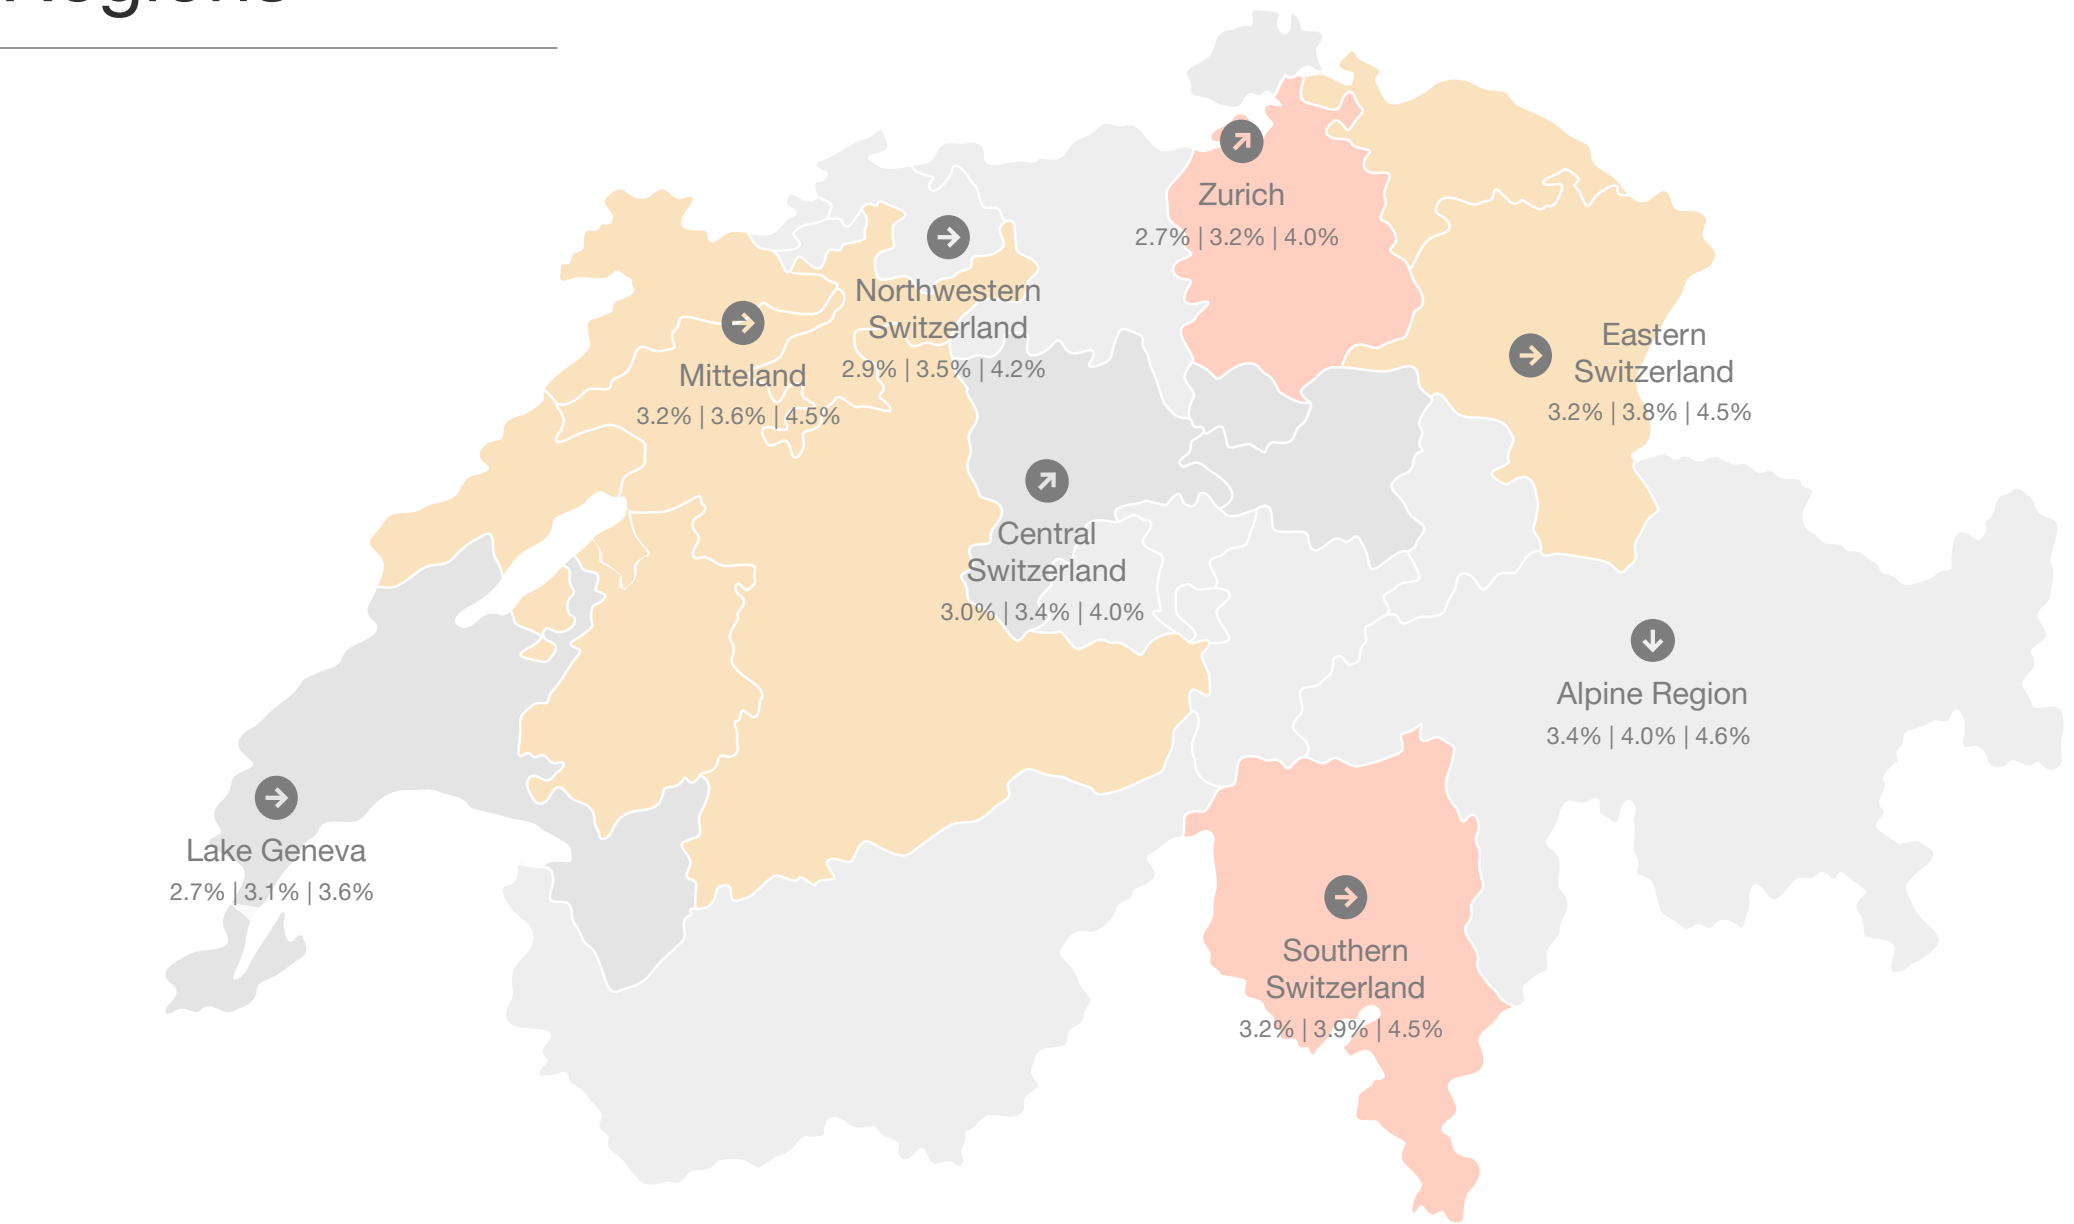 Regions
Zurich
2.7% | 3.2% | 4.0%
Northwestern
Switzerland
2.9% | 3.5% | 4.2%
Mitteland
3.2% | 3.6% | 4.5%
Eastern
Switzerland
3.2% | 3.8% | 4.5%
Central
Switzerland
3.0% | 3.4% | 4.0%
Alpine Region
3.4% | 4.0% | 4.6%
Lake Geneva
2.7% | 3.1% | 3.6%
Southern
Switzerland
3.2% | 3.9% | 4.5%